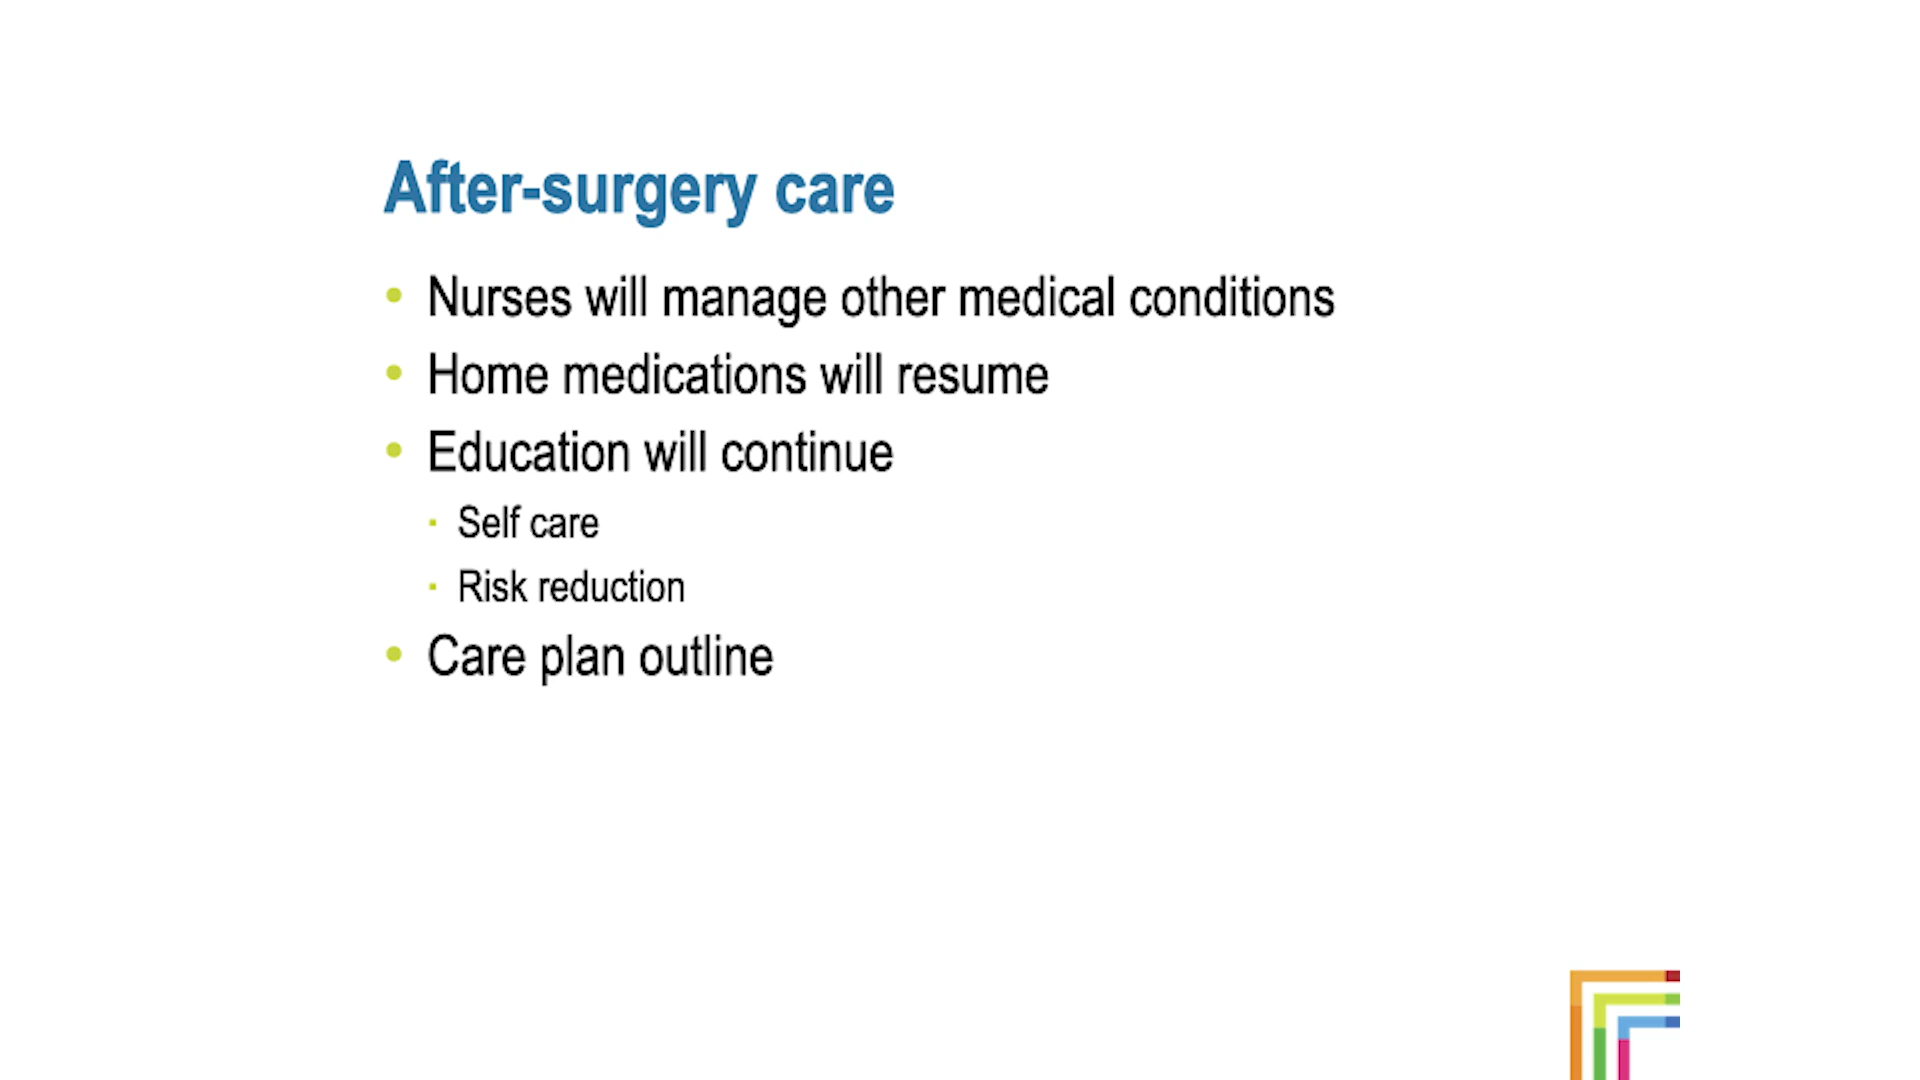 After-surgery care
• Nurses will manage other medical conditions
• Home medications will resume
• Education will continue
▪ Self care
▪ Risk reduction
• Care plan outline